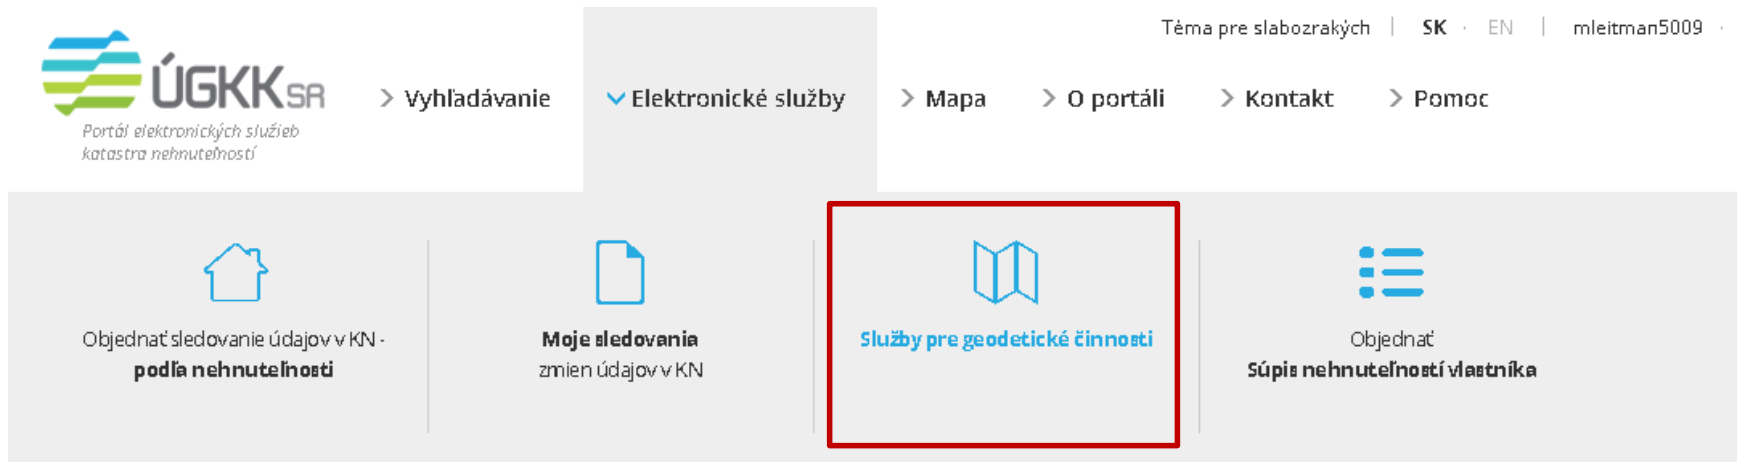 Téma pre slabozrakých | SK · EN | mleitman5009 ·
ÚGKK SR
Portál elektronických služieb
katastra nehnuteľností
> Vyhľadávanie
Elektronické služby
> Mapa
> O portáli
> Kontakt
> Pomoc
Objednať sledovanie údajov v KN -
podľa nehnuteľnosti
Moje sledovania
zmien údajov v KN
Služby pre geodetické činnosti
Objednať
Súpis nehnuteľností vlastníka